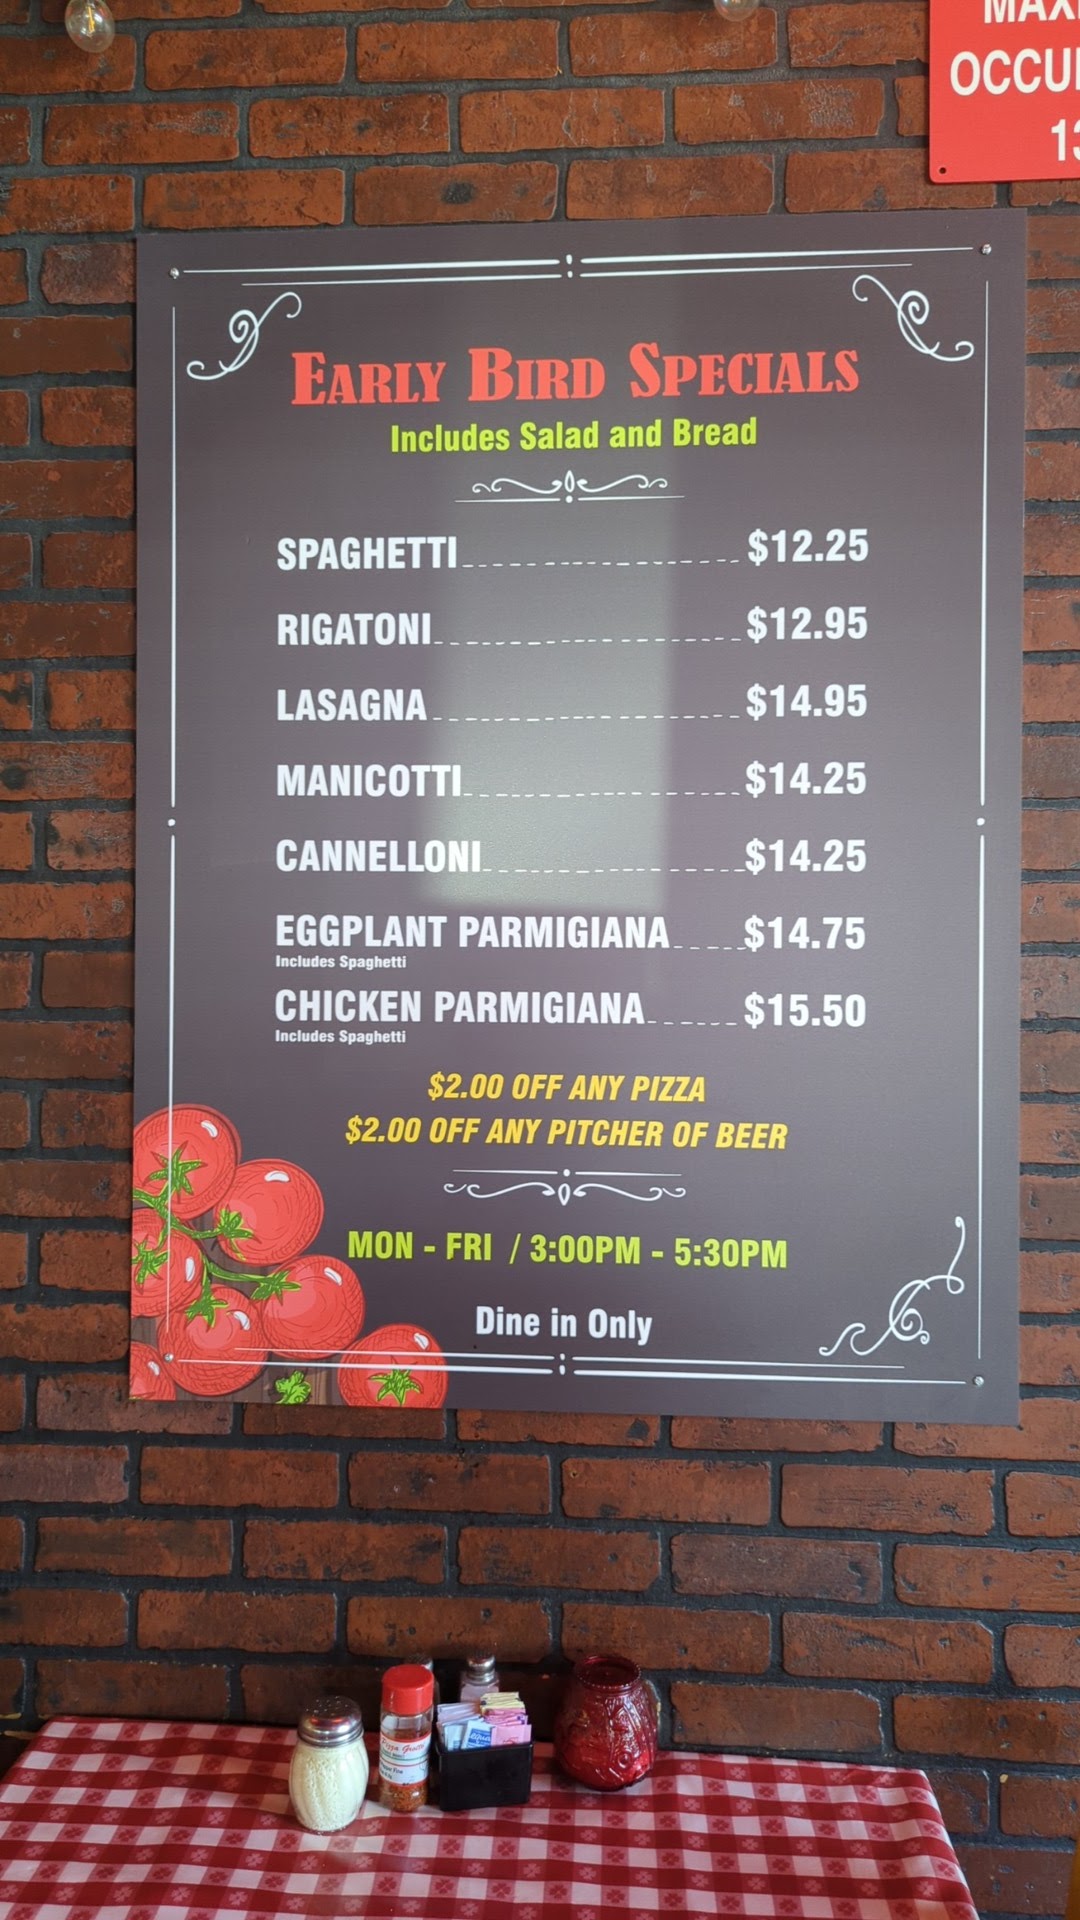 MAX
OCCU
13
EARLY BIRD SPECIALS
Includes Salad and Bread
SPAGHETTI $12.25
RIGATONI $12.95
LASAGNA $14.95
MANICOTTI $14.25
CANNELLONI $14.25
EGGPLANT PARMIGIANA $14.75
Includes Spaghetti
CHICKEN PARMIGIANA $15.50
Includes Spaghetti
$2.00 OFF ANY PIZZA
$2.00 OFF ANY PITCHER OF BEER
MON - FRI / 3:00PM - 5:30PM
Dine in Only